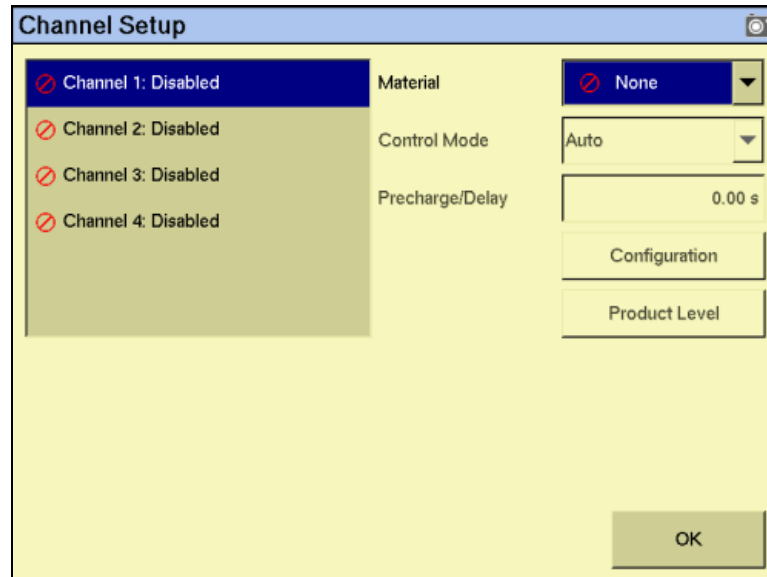 Channel Setup
Channel 1: Disabled
Channel 2: Disabled
Channel 3: Disabled
Channel 4: Disabled
Material
None
Control Mode
Auto
Precharge/Delay
0.00 s
Configuration
Product Level
OK